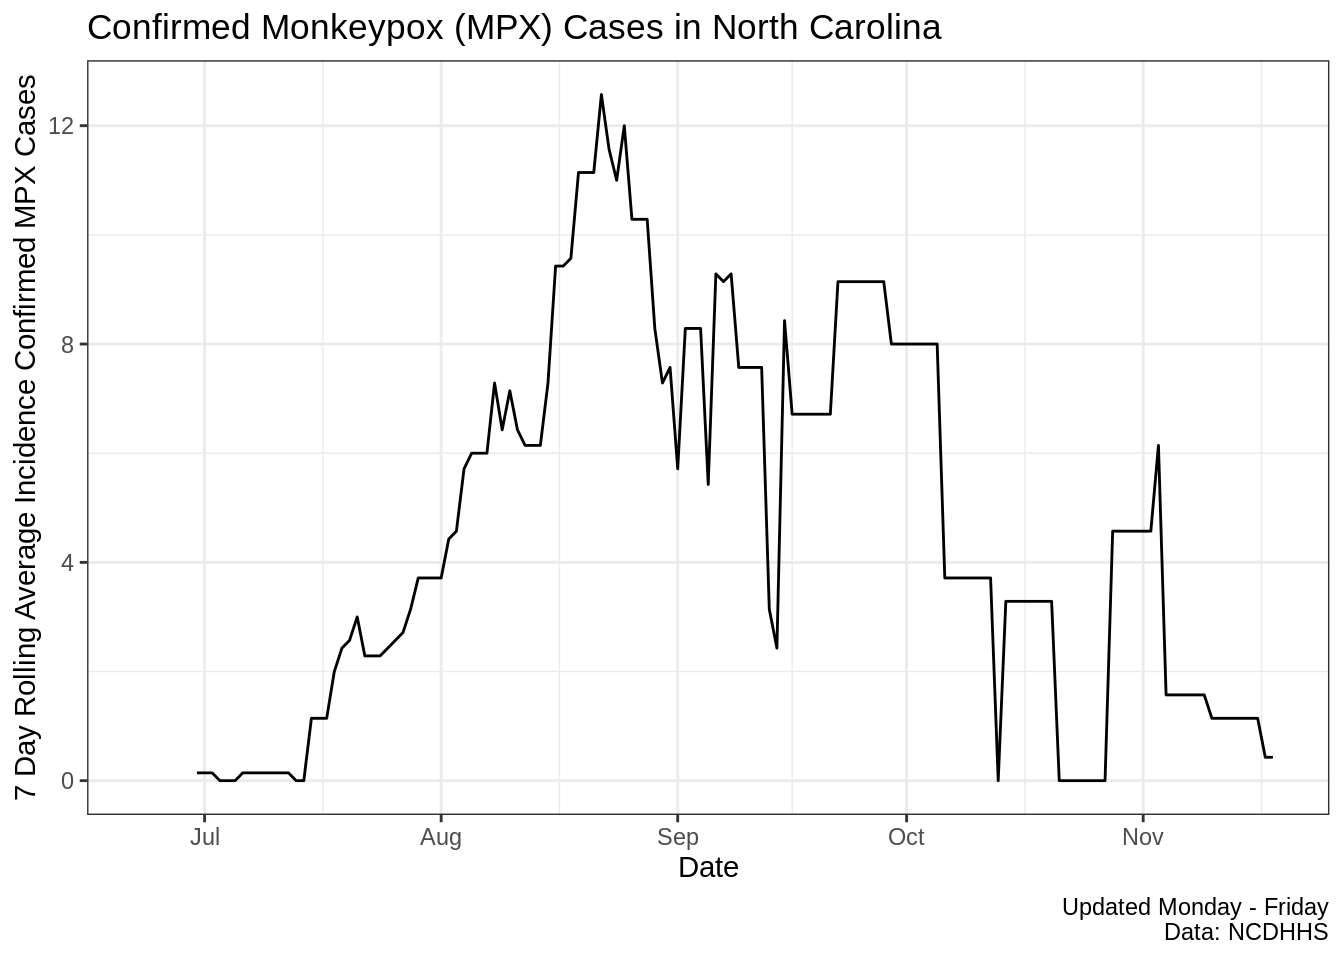 Confirmed Monkeypox (MPX) Cases in North Carolina
7 Day Rolling Average Incidence Confirmed MPX Cases
12
8
4
0
Jul
Aug
Sep
Oct
Nov
Date
Updated Monday - Friday
Data: NCDHHS